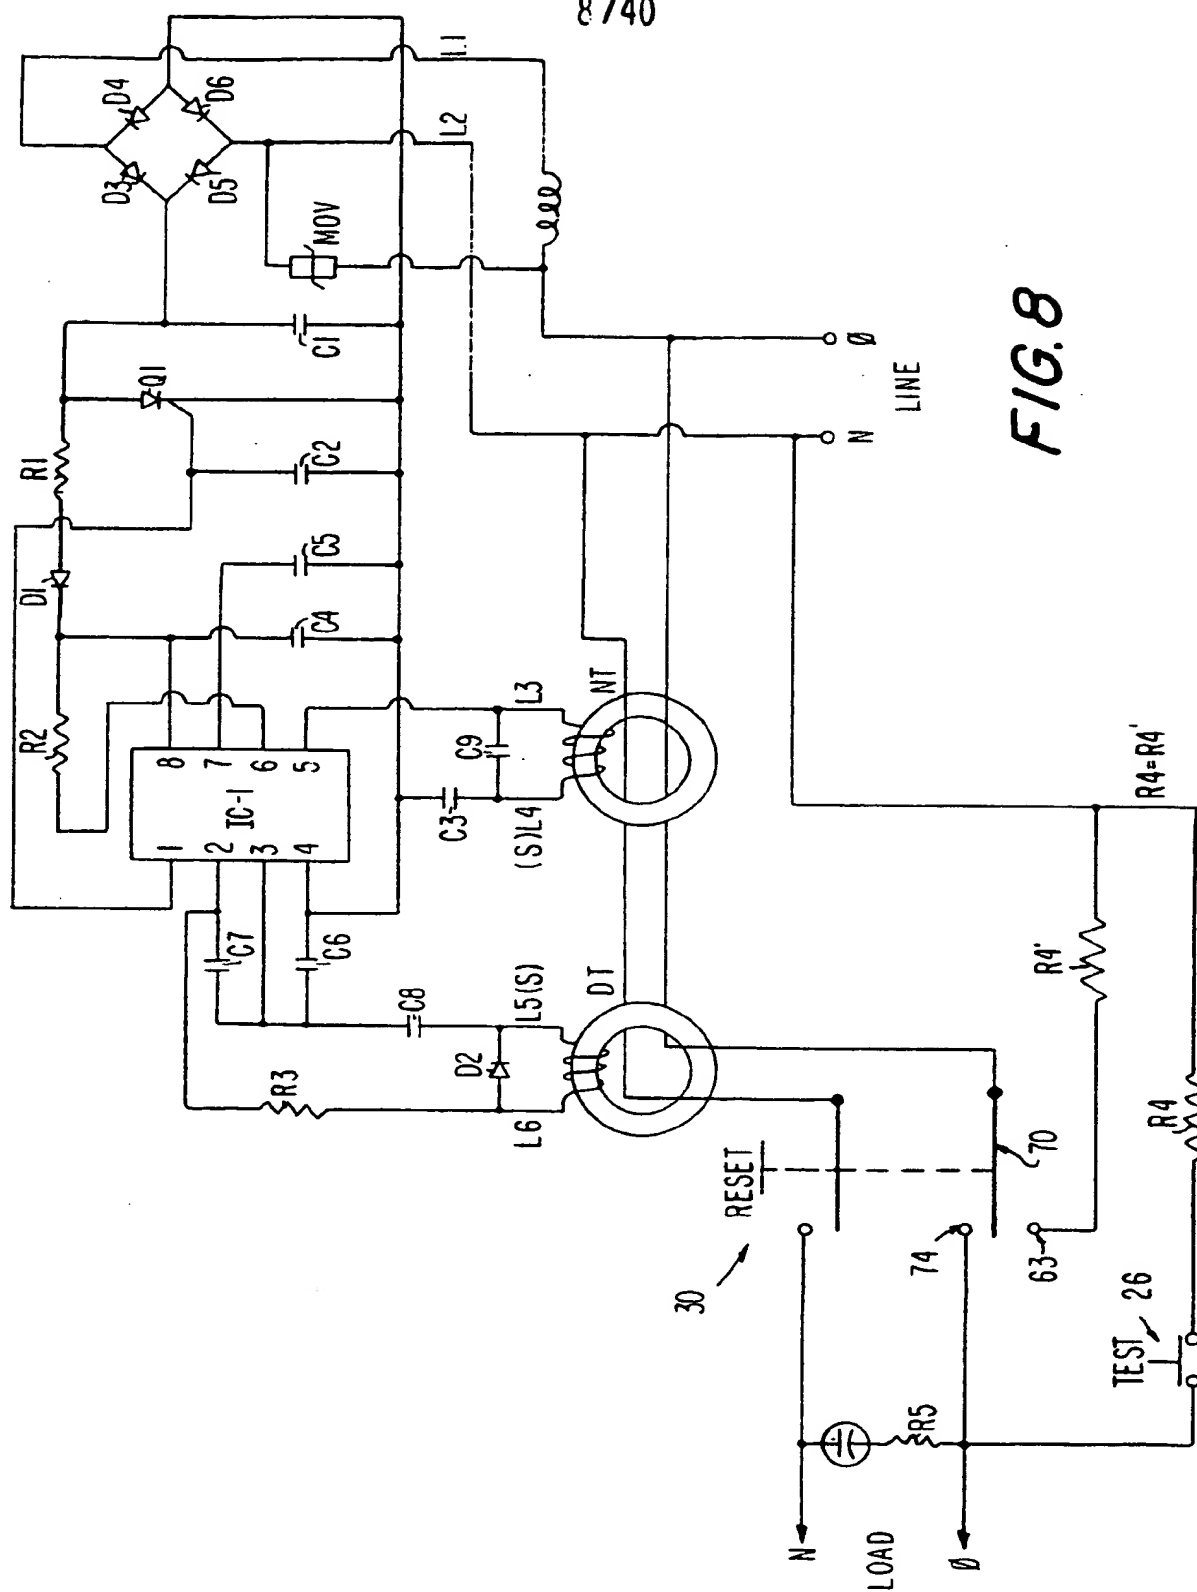 8/40
L1
D4
D6
L2
D3
D5
MOV
C1
Q1
R1
C2
D1
C5
C4
R2
8
7
6
5
IC-1
1
2
3
4
L3
NT
C9
C3
(S)L4
C7
C6
C8
L5(S)
DT
D2
R3
L6
Ø
LINE
N
FIG. 8
R4=R4'
R4'
R4
RESET
30
70
74
63
TEST
26
R5
N
LOAD
Ø